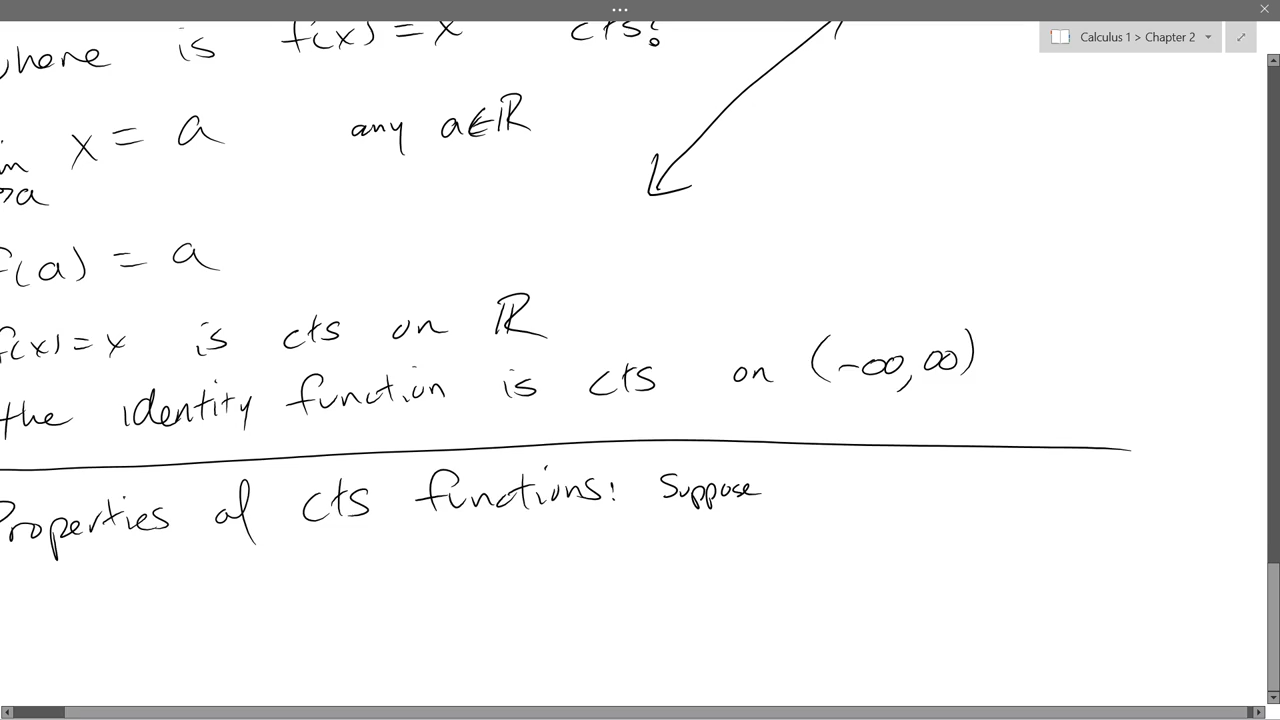 Calculus 1 > Chapter 2
where is f(x) = x cts?
x = a any a∈ℝ
→a
f(a) = a
f(x) = x is cts on ℝ
the identity function is cts on (-∞,∞)
Properties of cts functions: Suppose